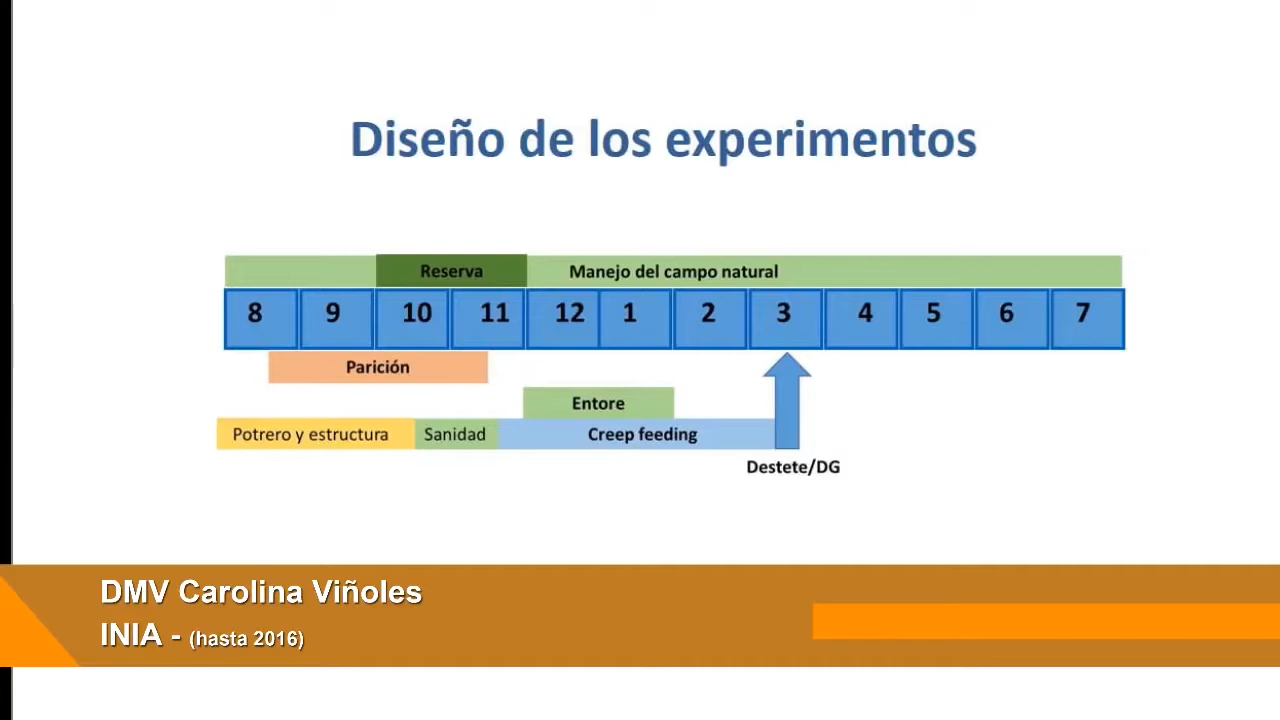 Diseño de los experimentos
Reserva Manejo del campo natural
8 9 10 11 12 1 2 3 4 5 6 7
Parición
Entore
Potrero y estructura Sanidad Creep feeding
Destete/DG
DMV Carolina Viñoles
INIA - (hasta 2016)